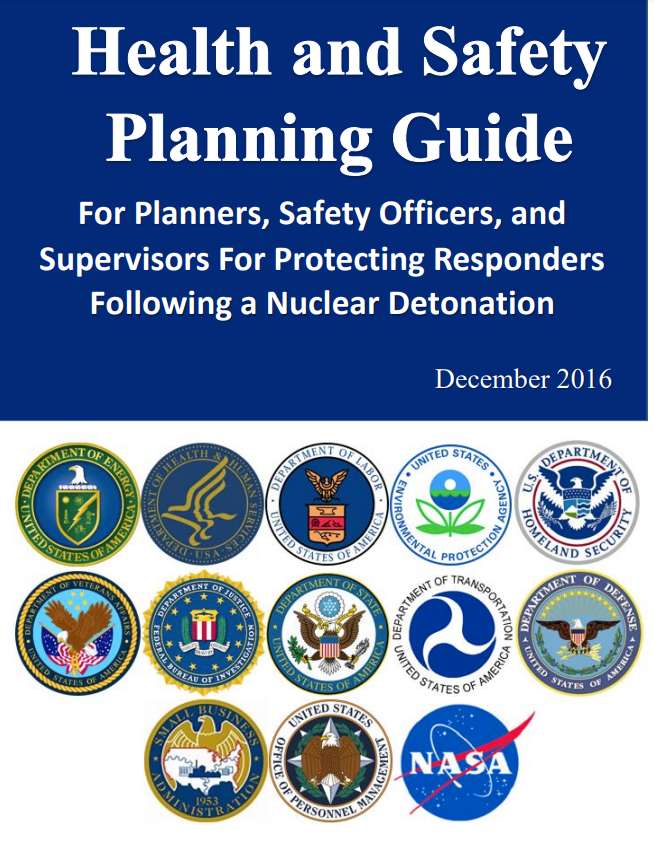 Health and Safety
Planning Guide
For Planners, Safety Officers, and
Supervisors For Protecting Responders
Following a Nuclear Detonation
December 2016
DEPARTMENT OF ENERGY
UNITED STATES OF AMERICA
DEPARTMENT OF HEALTH & HUMAN SERVICES · USA
DEPARTMENT OF LABOR
UNITED STATES OF AMERICA
UNITED STATES
ENVIRONMENTAL PROTECTION AGENCY
U.S. DEPARTMENT OF
HOMELAND SECURITY
DEPARTMENT OF VETERANS AFFAIRS
UNITED STATES OF AMERICA
DEPARTMENT OF JUSTICE
FEDERAL BUREAU OF INVESTIGATION
DEPARTMENT OF STATE
UNITED STATES OF AMERICA
DEPARTMENT OF TRANSPORTATION
UNITED STATES OF AMERICA
DEPARTMENT OF DEFENSE
UNITED STATES OF AMERICA
SMALL BUSINESS
ADMINISTRATION
1953
UNITED STATES
OFFICE OF PERSONNEL MANAGEMENT
NASA